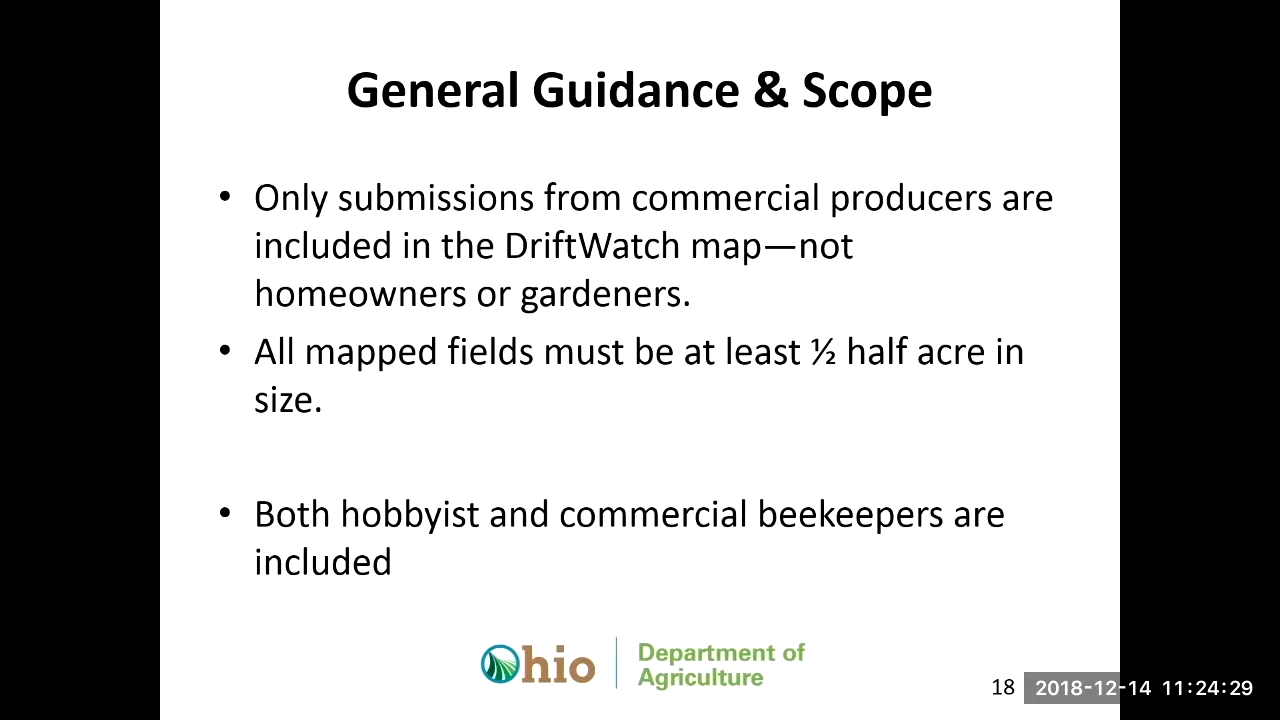 General Guidance & Scope
• Only submissions from commercial producers are
included in the DriftWatch map—not
homeowners or gardeners.
• All mapped fields must be at least ½ half acre in
size.
• Both hobbyist and commercial beekeepers are
included
Ohio
Department of
Agriculture
18
2018-12-14 11:24:29